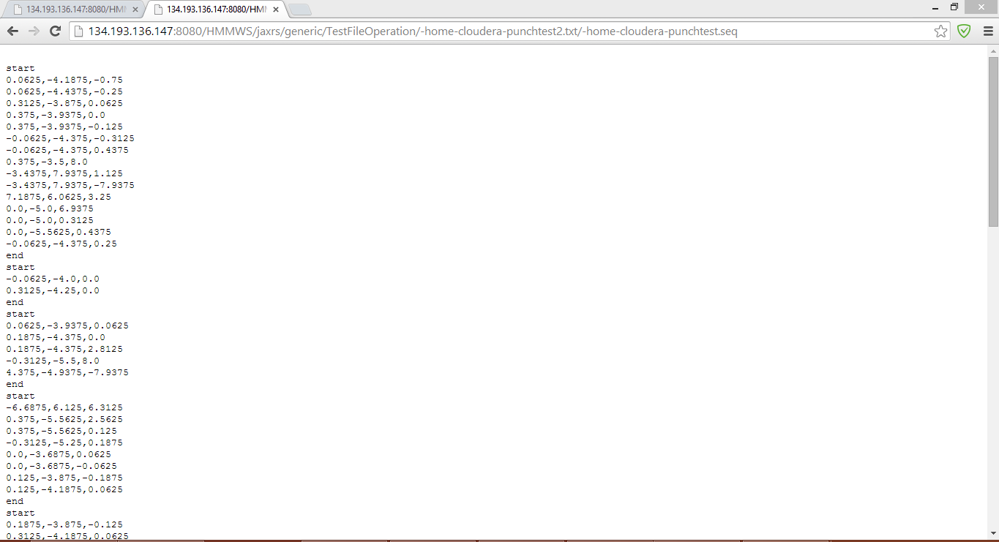 134.193.136.147:8080/HMM
134.193.136.147:8080/HMM
134.193.136.147:8080/HMMWS/jaxrs/generic/TestFileOperation/-home-cloudera-punchtest2.txt/-home-cloudera-punchtest.seq
start
0.0625,-4.1875,-0.75
0.0625,-4.4375,-0.25
0.3125,-3.875,0.0625
0.375,-3.9375,0.0
0.375,-3.9375,-0.125
-0.0625,-4.375,-0.3125
-0.0625,-4.375,0.4375
0.375,-3.5,8.0
-3.4375,7.9375,1.125
-3.4375,7.9375,-7.9375
7.1875,6.0625,3.25
0.0,-5.0,6.9375
0.0,-5.0,0.3125
0.0,-5.5625,0.4375
-0.0625,-4.375,0.25
end
start
-0.0625,-4.0,0.0
0.3125,-4.25,0.0
end
start
0.0625,-3.9375,0.0625
0.1875,-4.375,0.0
0.1875,-4.375,2.8125
-0.3125,-5.5,8.0
4.375,-4.9375,-7.9375
end
start
-6.6875,6.125,6.3125
0.375,-5.5625,2.5625
0.375,-5.5625,0.125
-0.3125,-5.25,0.1875
0.0,-3.6875,0.0625
0.0,-3.6875,-0.0625
0.125,-3.875,-0.1875
0.125,-4.1875,0.0625
end
start
0.1875,-3.875,-0.125
0.3125,-4.1875,0.0625